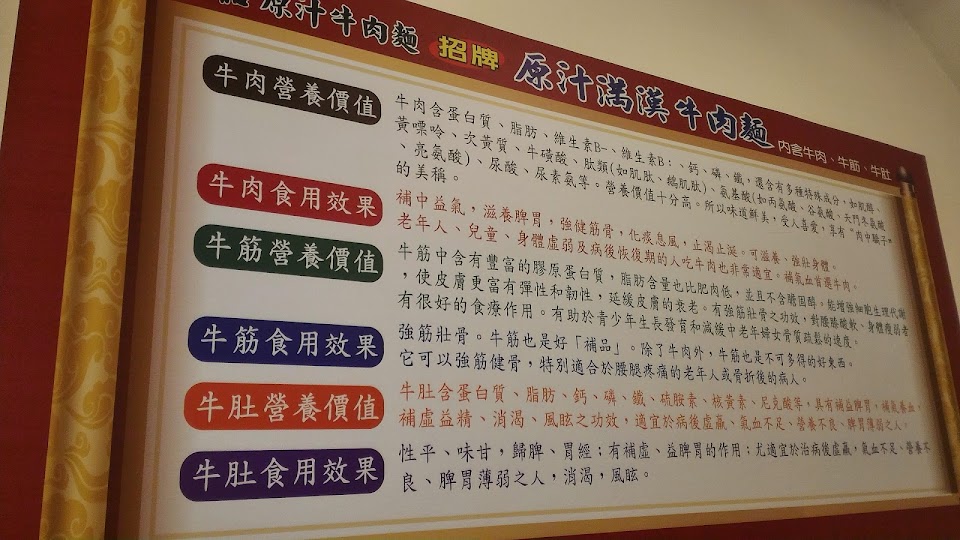 原汁牛肉麵 招牌 原汁滿漢牛肉麵 內含牛肉、牛筋、牛肚
牛肉營養價值
牛肉含蛋白質、脂肪、維生素B一、維生素B二、鈣、磷、鐵,還含有多種特殊成分,如肌醇、
黃嘌呤、次黃質、牛磺酸、肽類(如肌肽、鵝肌肽)、氨基酸(如丙氨酸、谷氨酸、天門冬氨酸
、亮氨酸)、尿酸、尿素氨等。營養價值十分高。所以味道鮮美,受人喜愛,享有"肉中驕子"
的美稱。
牛肉食用效果
補中益氣,滋養脾胃,強健筋骨,化痰息風,止渴止涎。可滋養、強壯身體。
老年人、兒童、身體虛弱及病後恢復期的人吃牛肉也非常適宜。補氣血首選牛肉。
牛筋營養價值
牛筋中含有豐富的膠原蛋白質,脂肪含量也比肥肉低,並且不含膽固醇,能增強細胞生理代謝
,使皮膚更富有彈性和韌性,延緩皮膚的衰老。有強筋壯骨之功效,對腰膝酸軟、身體瘦弱者
有很好的食療作用。有助於青少年生長發育和減緩中老年婦女骨質疏鬆的速度。
牛筋食用效果
強筋壯骨。牛筋也是好「補品」。除了牛肉外,牛筋也是不可多得的好東西。
它可以強筋健骨,特別適合於腰腿疼痛的老年人或骨折後的病人。
牛肚營養價值
牛肚含蛋白質、脂肪、鈣、磷、鐵、硫胺素、核黃素、尼克酸等,具有補益脾胃,補氣養血,
補虛益精、消渴、風眩之功效,適宜於病後虛羸、氣血不足、營養不良、脾胃薄弱之人。
牛肚食用效果
性平、味甘,歸脾、胃經;有補虛、益脾胃的作用;尤適宜於治病後虛羸,氣血不足、營養不
良、脾胃薄弱之人,消渴,風眩。